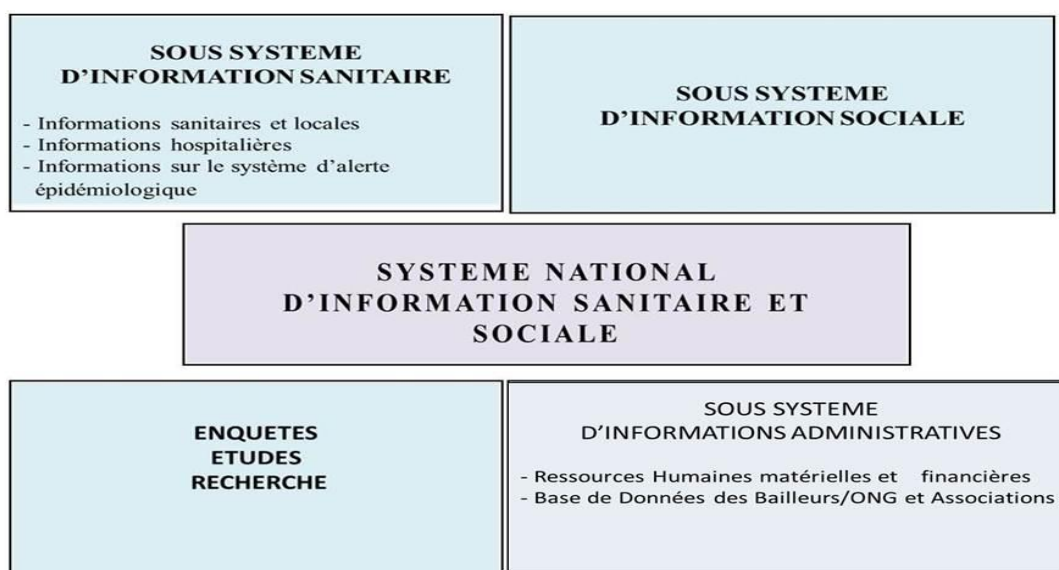 SOUS SYSTEME
D’INFORMATION SANITAIRE
- Informations sanitaires et locales
- Informations hospitalières
- Informations sur le système d’alerte
épidémiologique
SOUS SYSTEME
D’INFORMATION SOCIALE
SYSTEME NATIONAL
D’INFORMATION SANITAIRE ET
SOCIALE
ENQUETES
ETUDES
RECHERCHE
SOUS SYSTEME
D’INFORMATIONS ADMINISTRATIVES
- Ressources Humaines matérielles et financières
- Base de Données des Bailleurs/ONG et Associations